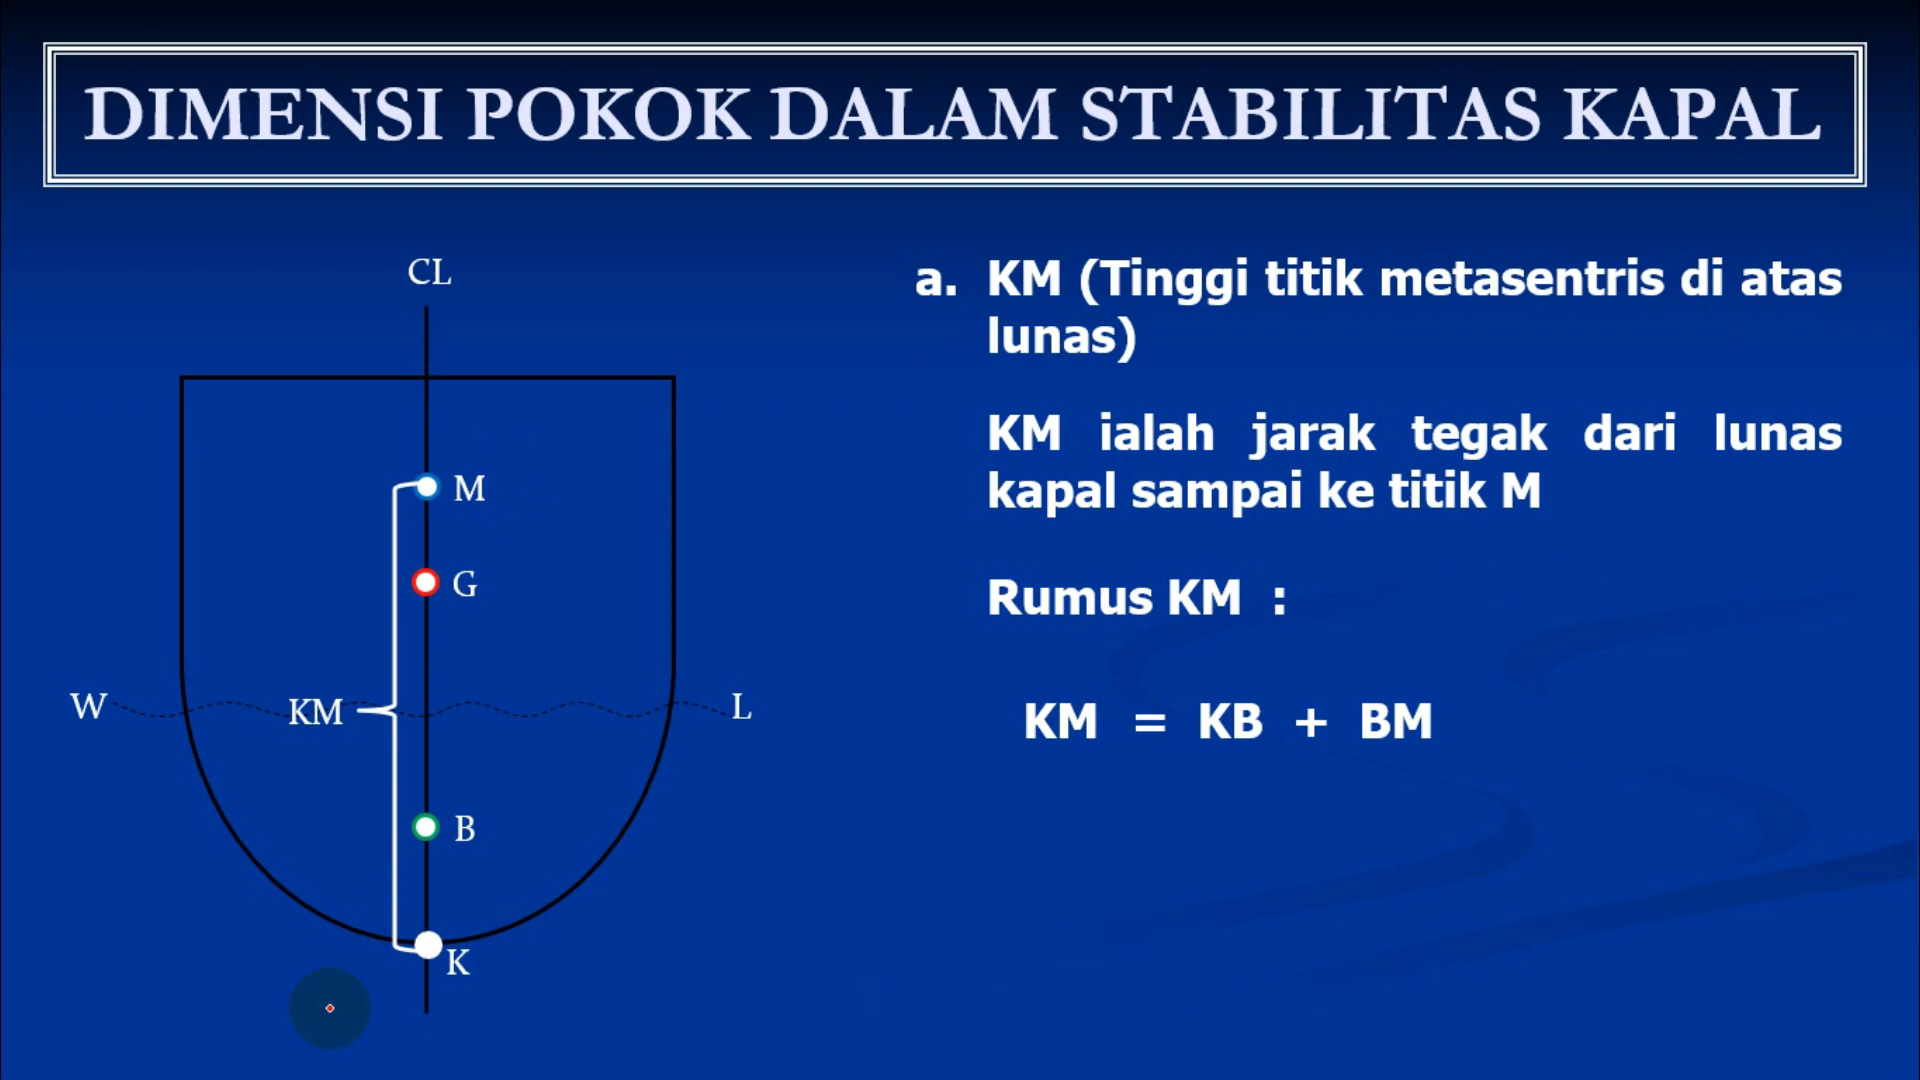 DIMENSI POKOK DALAM STABILITAS KAPAL
CL
M
G
W
KM
L
B
K
a. KM (Tinggi titik metasentris di atas
lunas)
KM ialah jarak tegak dari lunas
kapal sampai ke titik M
Rumus KM :
KM = KB + BM